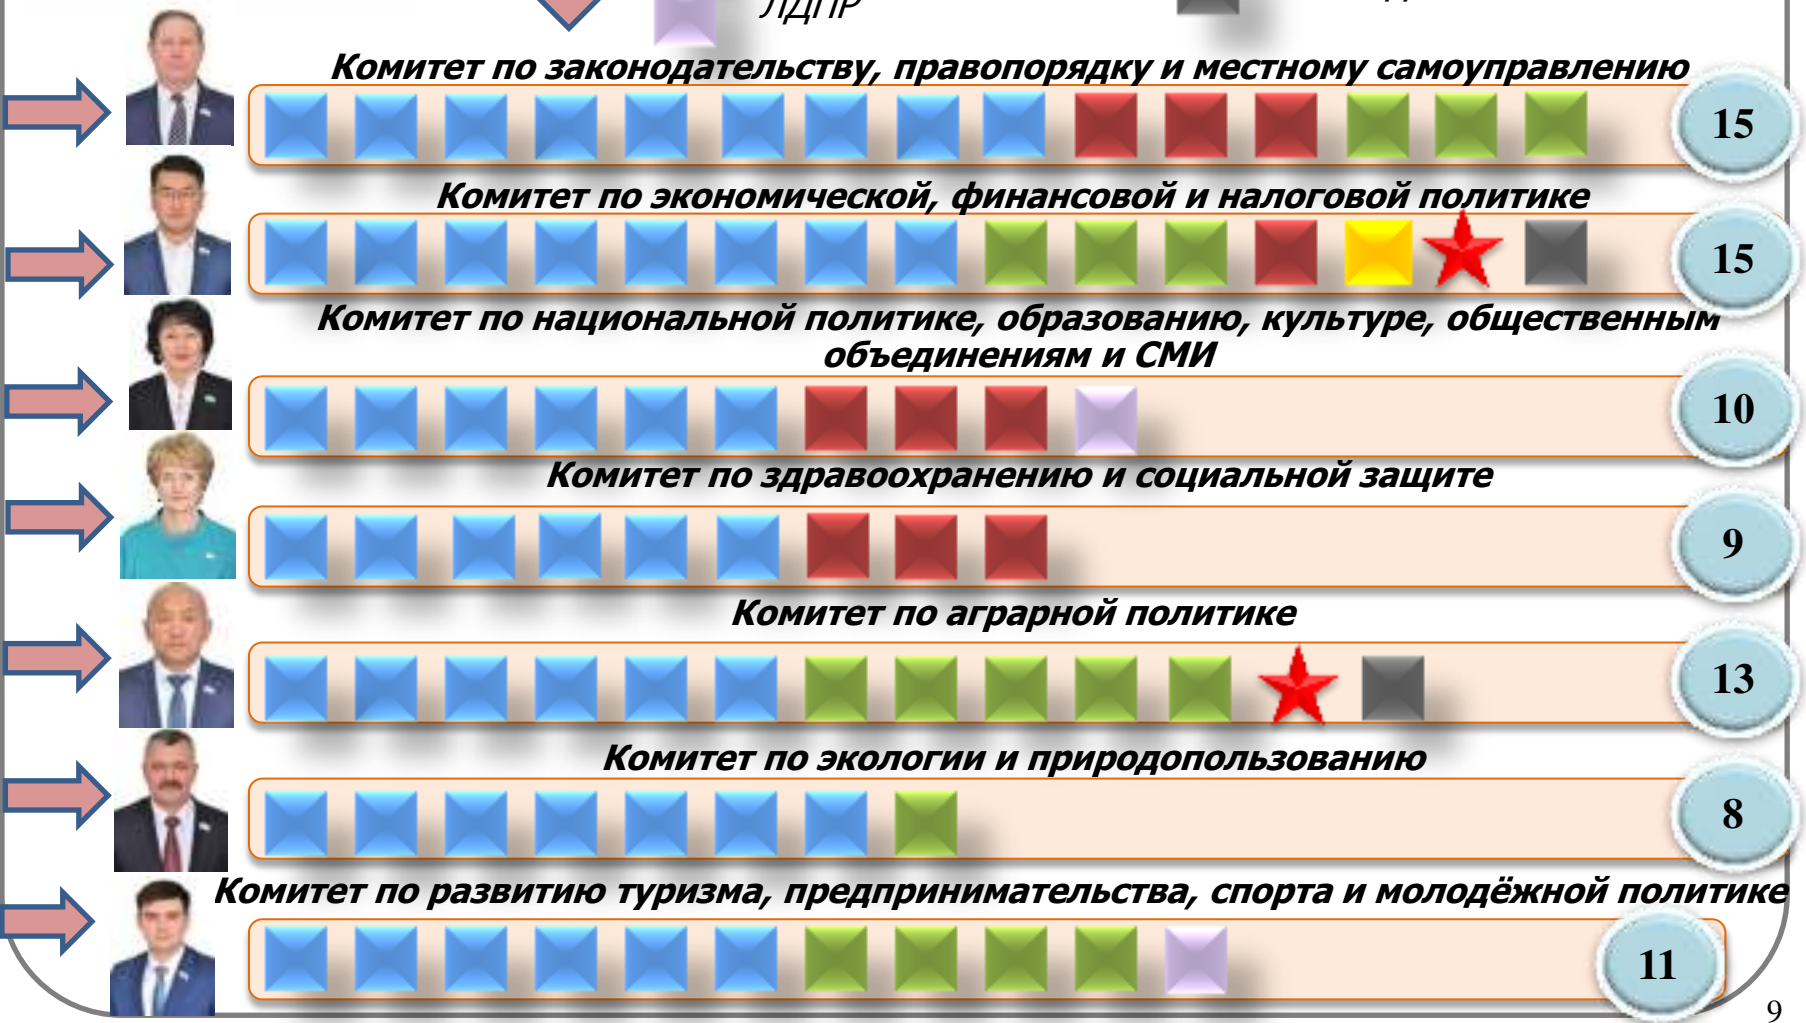 ЛДПР
Комитет по законодательству, правопорядку и местному самоуправлению
15
Комитет по экономической, финансовой и налоговой политике
15
Комитет по национальной политике, образованию, культуре, общественным
объединениям и СМИ
10
Комитет по здравоохранению и социальной защите
9
Комитет по аграрной политике
13
Комитет по экологии и природопользованию
8
Комитет по развитию туризма, предпринимательства, спорта и молодёжной политике
11
9